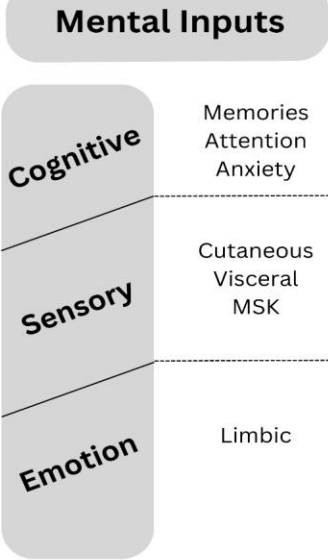 Mental Inputs
Cognitive
Memories
Attention
Anxiety
Sensory
Cutaneous
Visceral
MSK
Emotion
Limbic